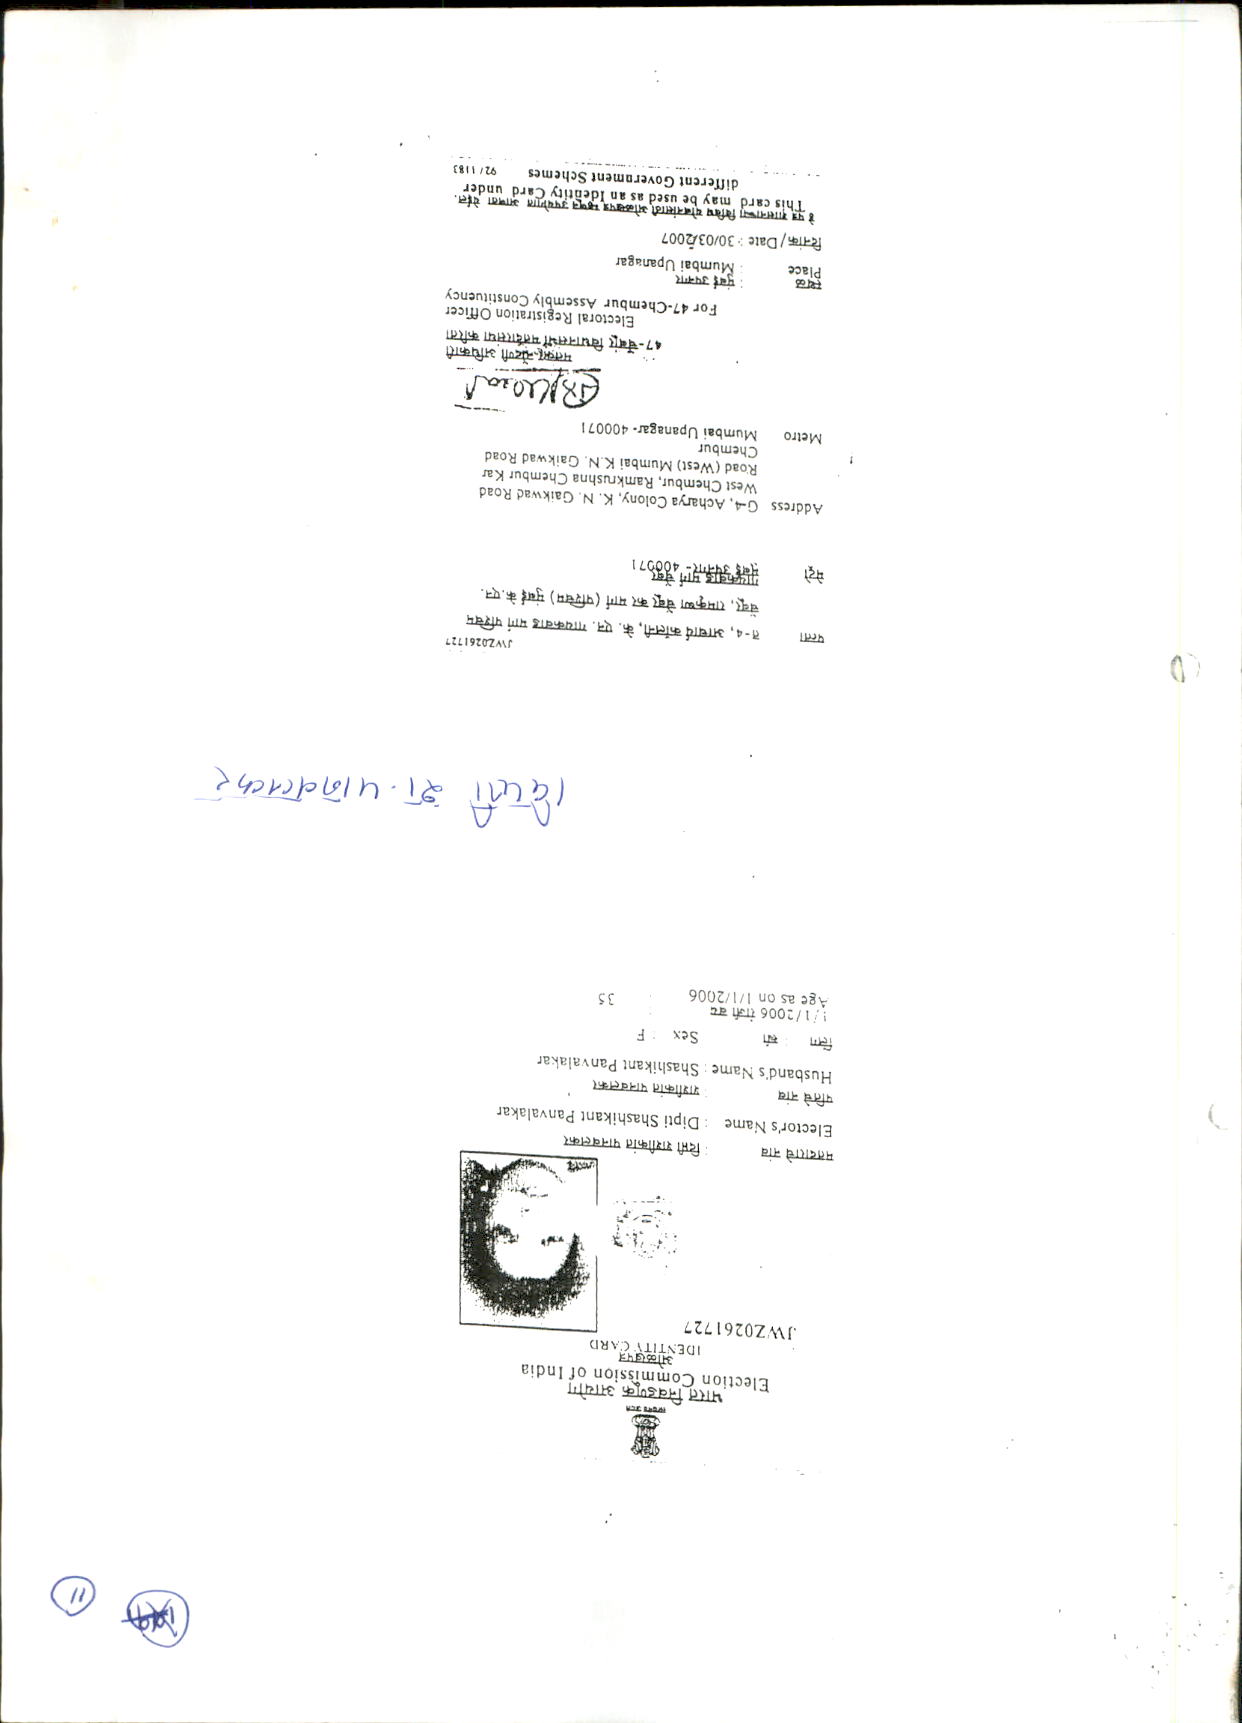 सत्यमेव जयते
भारत निवडणूक आयोग
Election Commission of India
ओळखपत्र
IDENTITY CARD
JWZ0261727
मतदाराचे नांव : दिप्ती शशीकांत पानवलकर
Elector's Name : Dipti Shashikant Panvalakar
पतिचे नांव : शशीकांत पानवलकर
Husband's Name : Shashikant Panvalakar
लिंग : स्त्री Sex : F
1/1/2006 रोजी वय
Age as on 1/1/2006 : 35
दिप्ती शा. पानवलकर
JWZ0261727
पत्ता त-4, आचार्य कॉलनी, के. एन. गायकवाड मार्ग पश्चिम
चेंबूर, रामकृष्ण चेंबूर कर मार्ग (पश्चिम) मुंबई के.एन.
गायकवाड मार्ग चेंबूर
मेट्रो मुंबई उपनगर- 400071
Address G-4, Acharya Colony, K. N. Gaikwad Road
West Chembur, Ramkrushna Chembur Kar
Road (West) Mumbai K.N. Gaikwad Road
Chembur
Metro Mumbai Upanagar- 400071
मतदार नोंदणी अधिकारी
47-चेंबूर विधानसभा मतदारसंघा करिता
Electoral Registration Officer
For 47-Chembur Assembly Constituency
स्थळ : मुंबई उपनगर
Place : Mumbai Upanagar
दिनांक/Date : 30/03/2007
हे पत्र शासनाच्या विविध योजनांसाठी ओळखपत्र म्हणून उपयोगात आणता येईल.
This card may be used as an Identity Card under
different Government Schemes 92/1183
11